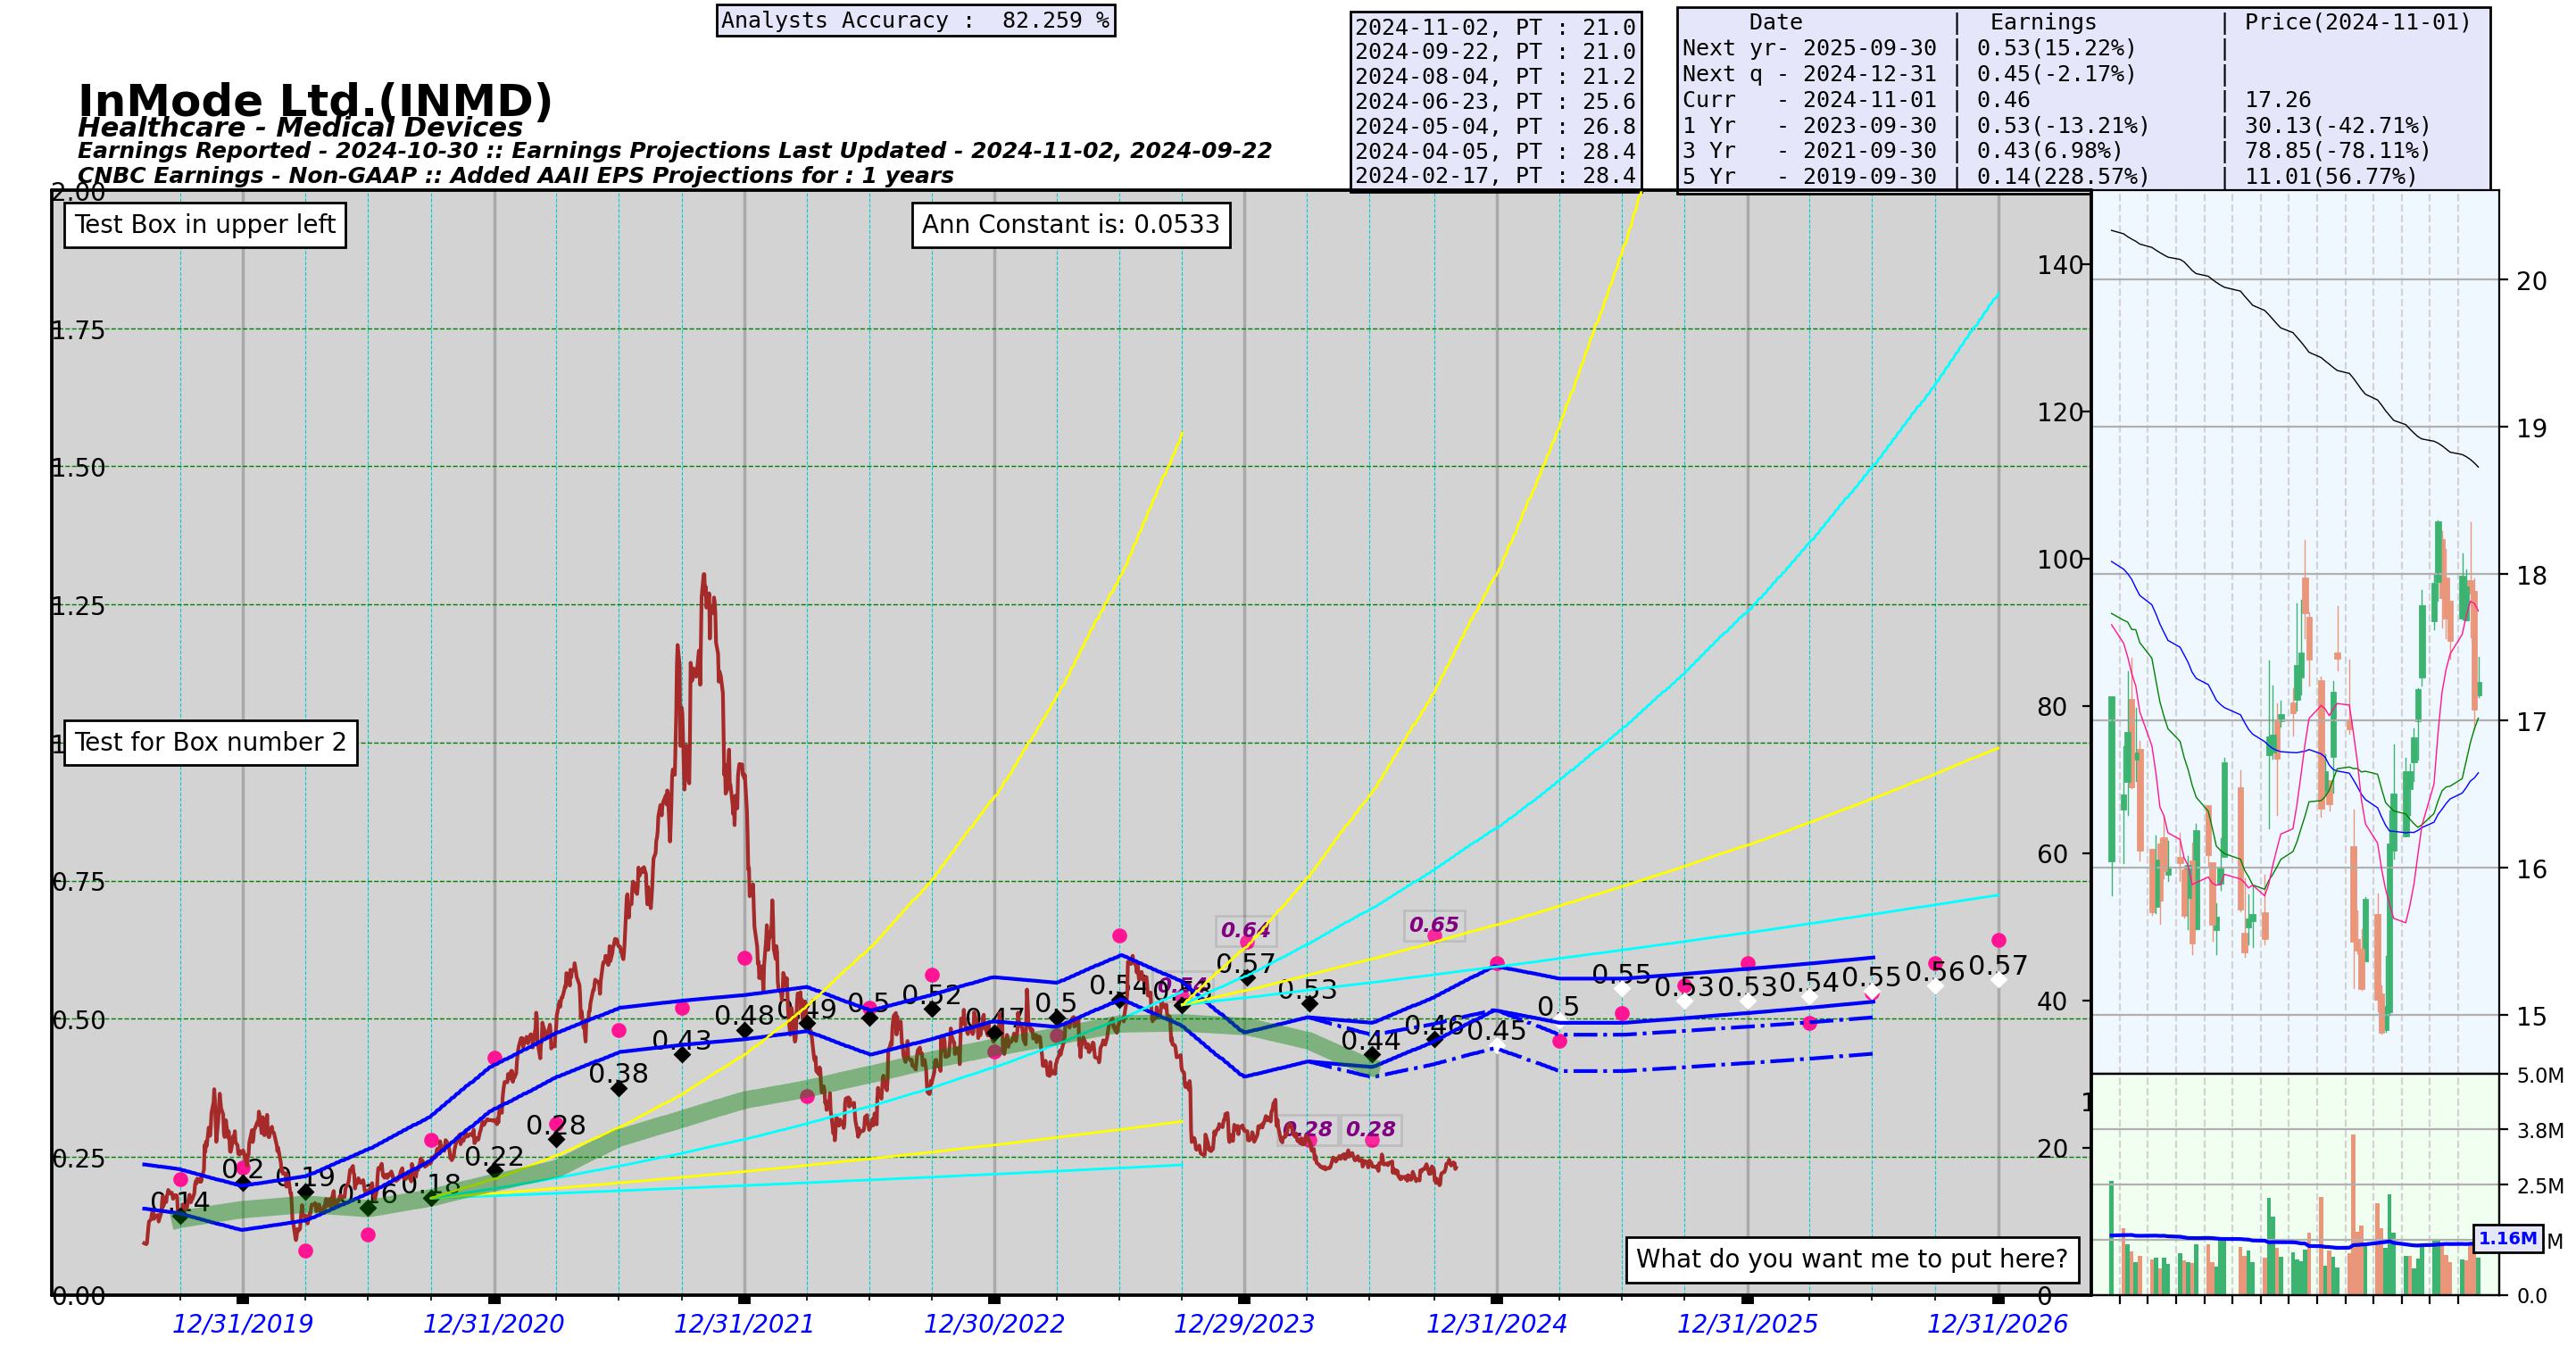 Analysts Accuracy :  82.259 %
2024-11-02, PT : 21.0
2024-09-22, PT : 21.0
2024-08-04, PT : 21.2
2024-06-23, PT : 25.6
2024-05-04, PT : 26.8
2024-04-05, PT : 28.4
2024-02-17, PT : 28.4
Date | Earnings | Price(2024-11-01)
Next yr- 2025-09-30 | 0.53(15.22%) |
Next q - 2024-12-31 | 0.45(-2.17%) |
Curr - 2024-11-01 | 0.46 | 17.26
1 Yr - 2023-09-30 | 0.53(-13.21%) | 30.13(-42.71%)
3 Yr - 2021-09-30 | 0.43(6.98%) | 78.85(-78.11%)
5 Yr - 2019-09-30 | 0.14(228.57%) | 11.01(56.77%)
InMode Ltd.(INMD)
Healthcare - Medical Devices
Earnings Reported - 2024-10-30 :: Earnings Projections Last Updated - 2024-11-02, 2024-09-22
CNBC Earnings - Non-GAAP :: Added AAII EPS Projections for : 1 years
Test Box in upper left
Ann Constant is: 0.0533
Test for Box number 2
What do you want me to put here?
2.00
1.75
1.50
1.25
0.75
0.50
0.25
0.00
0.14
0.2
0.19
0.16
0.18
0.22
0.28
0.38
0.43
0.48
0.49
0.5
0.52
0.47
0.5
0.54
0.57
0.53
0.44
0.46
0.45
0.5
0.55
0.53
0.53
0.54
0.55
0.56
0.57
0.64
0.28
0.28
0.65
140
120
100
80
60
40
20
0
20
19
18
17
16
15
5.0M
3.8M
2.5M
1.16M
0.0
12/31/2019
12/31/2020
12/31/2021
12/30/2022
12/29/2023
12/31/2024
12/31/2025
12/31/2026